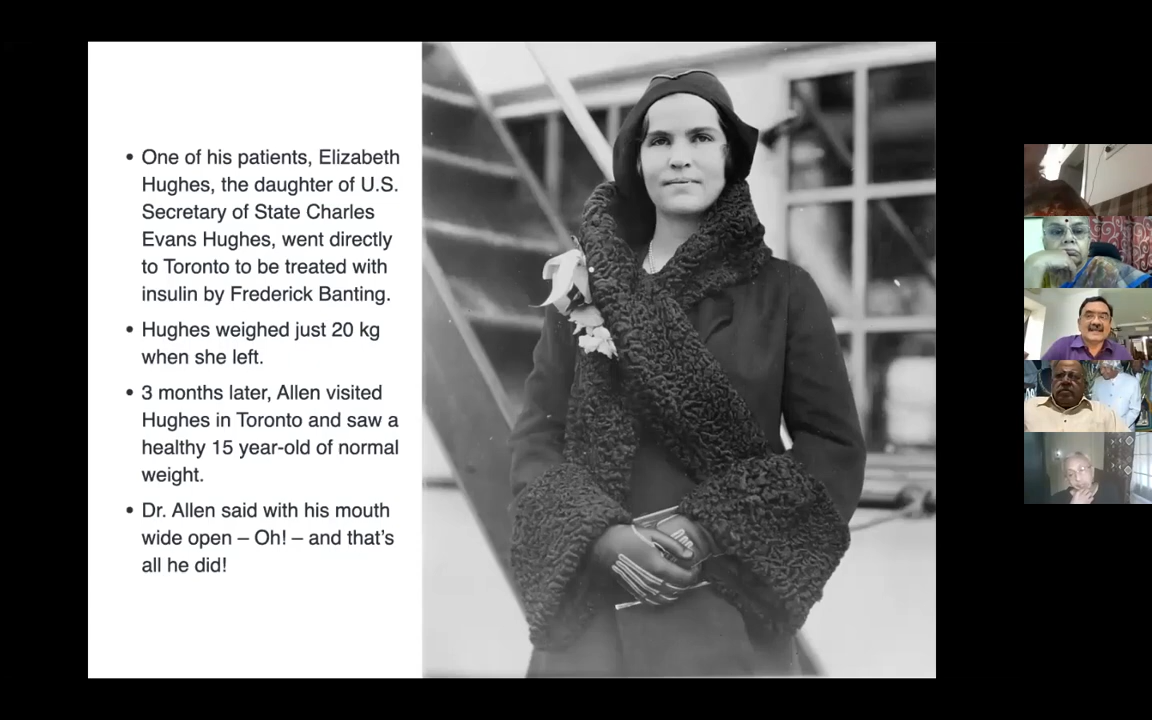 • One of his patients, Elizabeth
Hughes, the daughter of U.S.
Secretary of State Charles
Evans Hughes, went directly
to Toronto to be treated with
insulin by Frederick Banting.
• Hughes weighed just 20 kg
when she left.
• 3 months later, Allen visited
Hughes in Toronto and saw a
healthy 15 year-old of normal
weight.
• Dr. Allen said with his mouth
wide open – Oh! – and that’s
all he did!